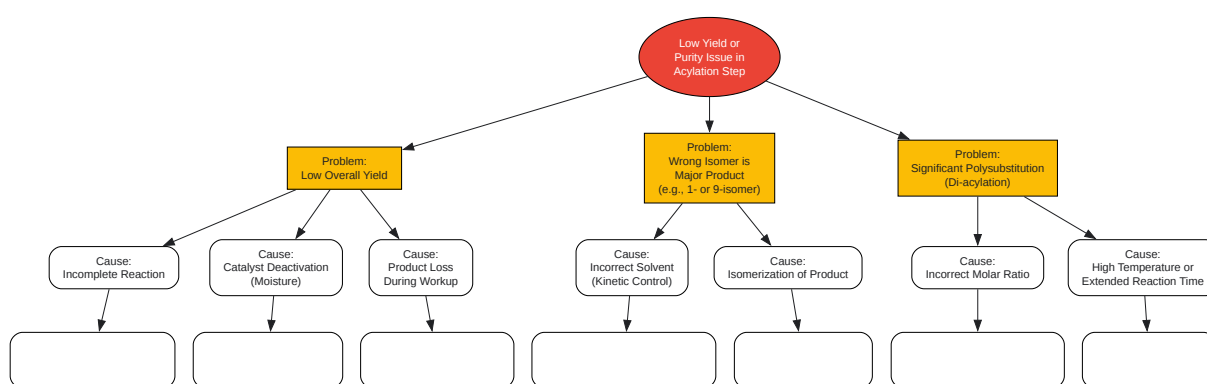 Low Yield or
Purity Issue in
Acylation Step
Problem:
Low Overall Yield
Problem:
Wrong Isomer is
Major Product
(e.g., 1- or 9-isomer)
Problem:
Significant Polysubstitution
(Di-acylation)
Cause:
Incomplete Reaction
Cause:
Catalyst Deactivation
(Moisture)
Cause:
Product Loss
During Workup
Cause:
Incorrect Solvent
(Kinetic Control)
Cause:
Isomerization of Product
Cause:
Incorrect Molar Ratio
Cause:
High Temperature or
Extended Reaction Time